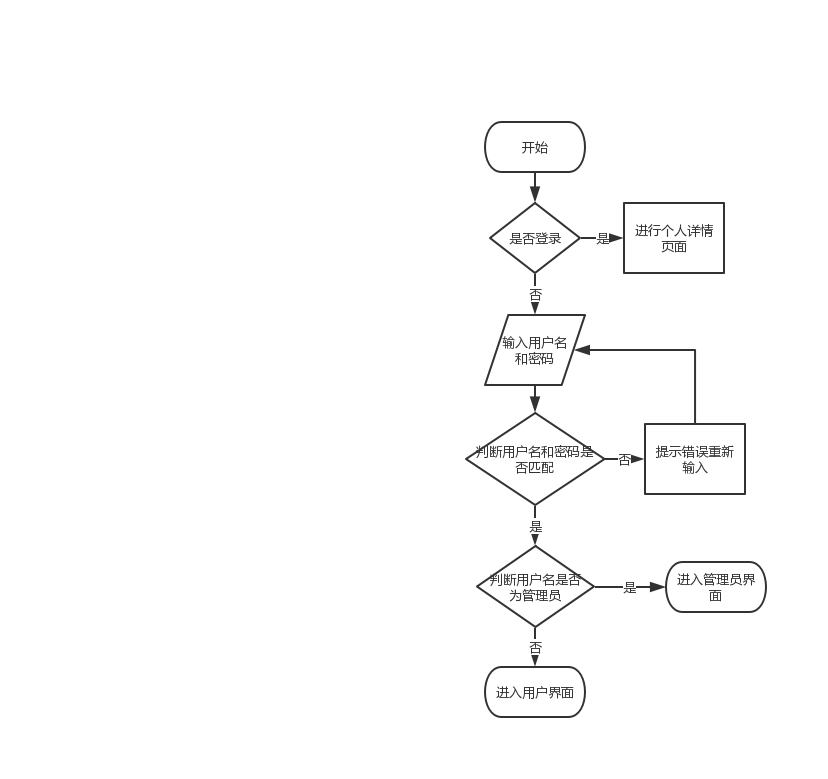 开始
是否登录
是
进行个人详情
页面
否
输入用户名
和密码
判断用户名和密码是
否匹配
否
提示错误重新
输入
是
判断用户名是否
为管理员
是
进入管理员界
面
否
进入用户界面